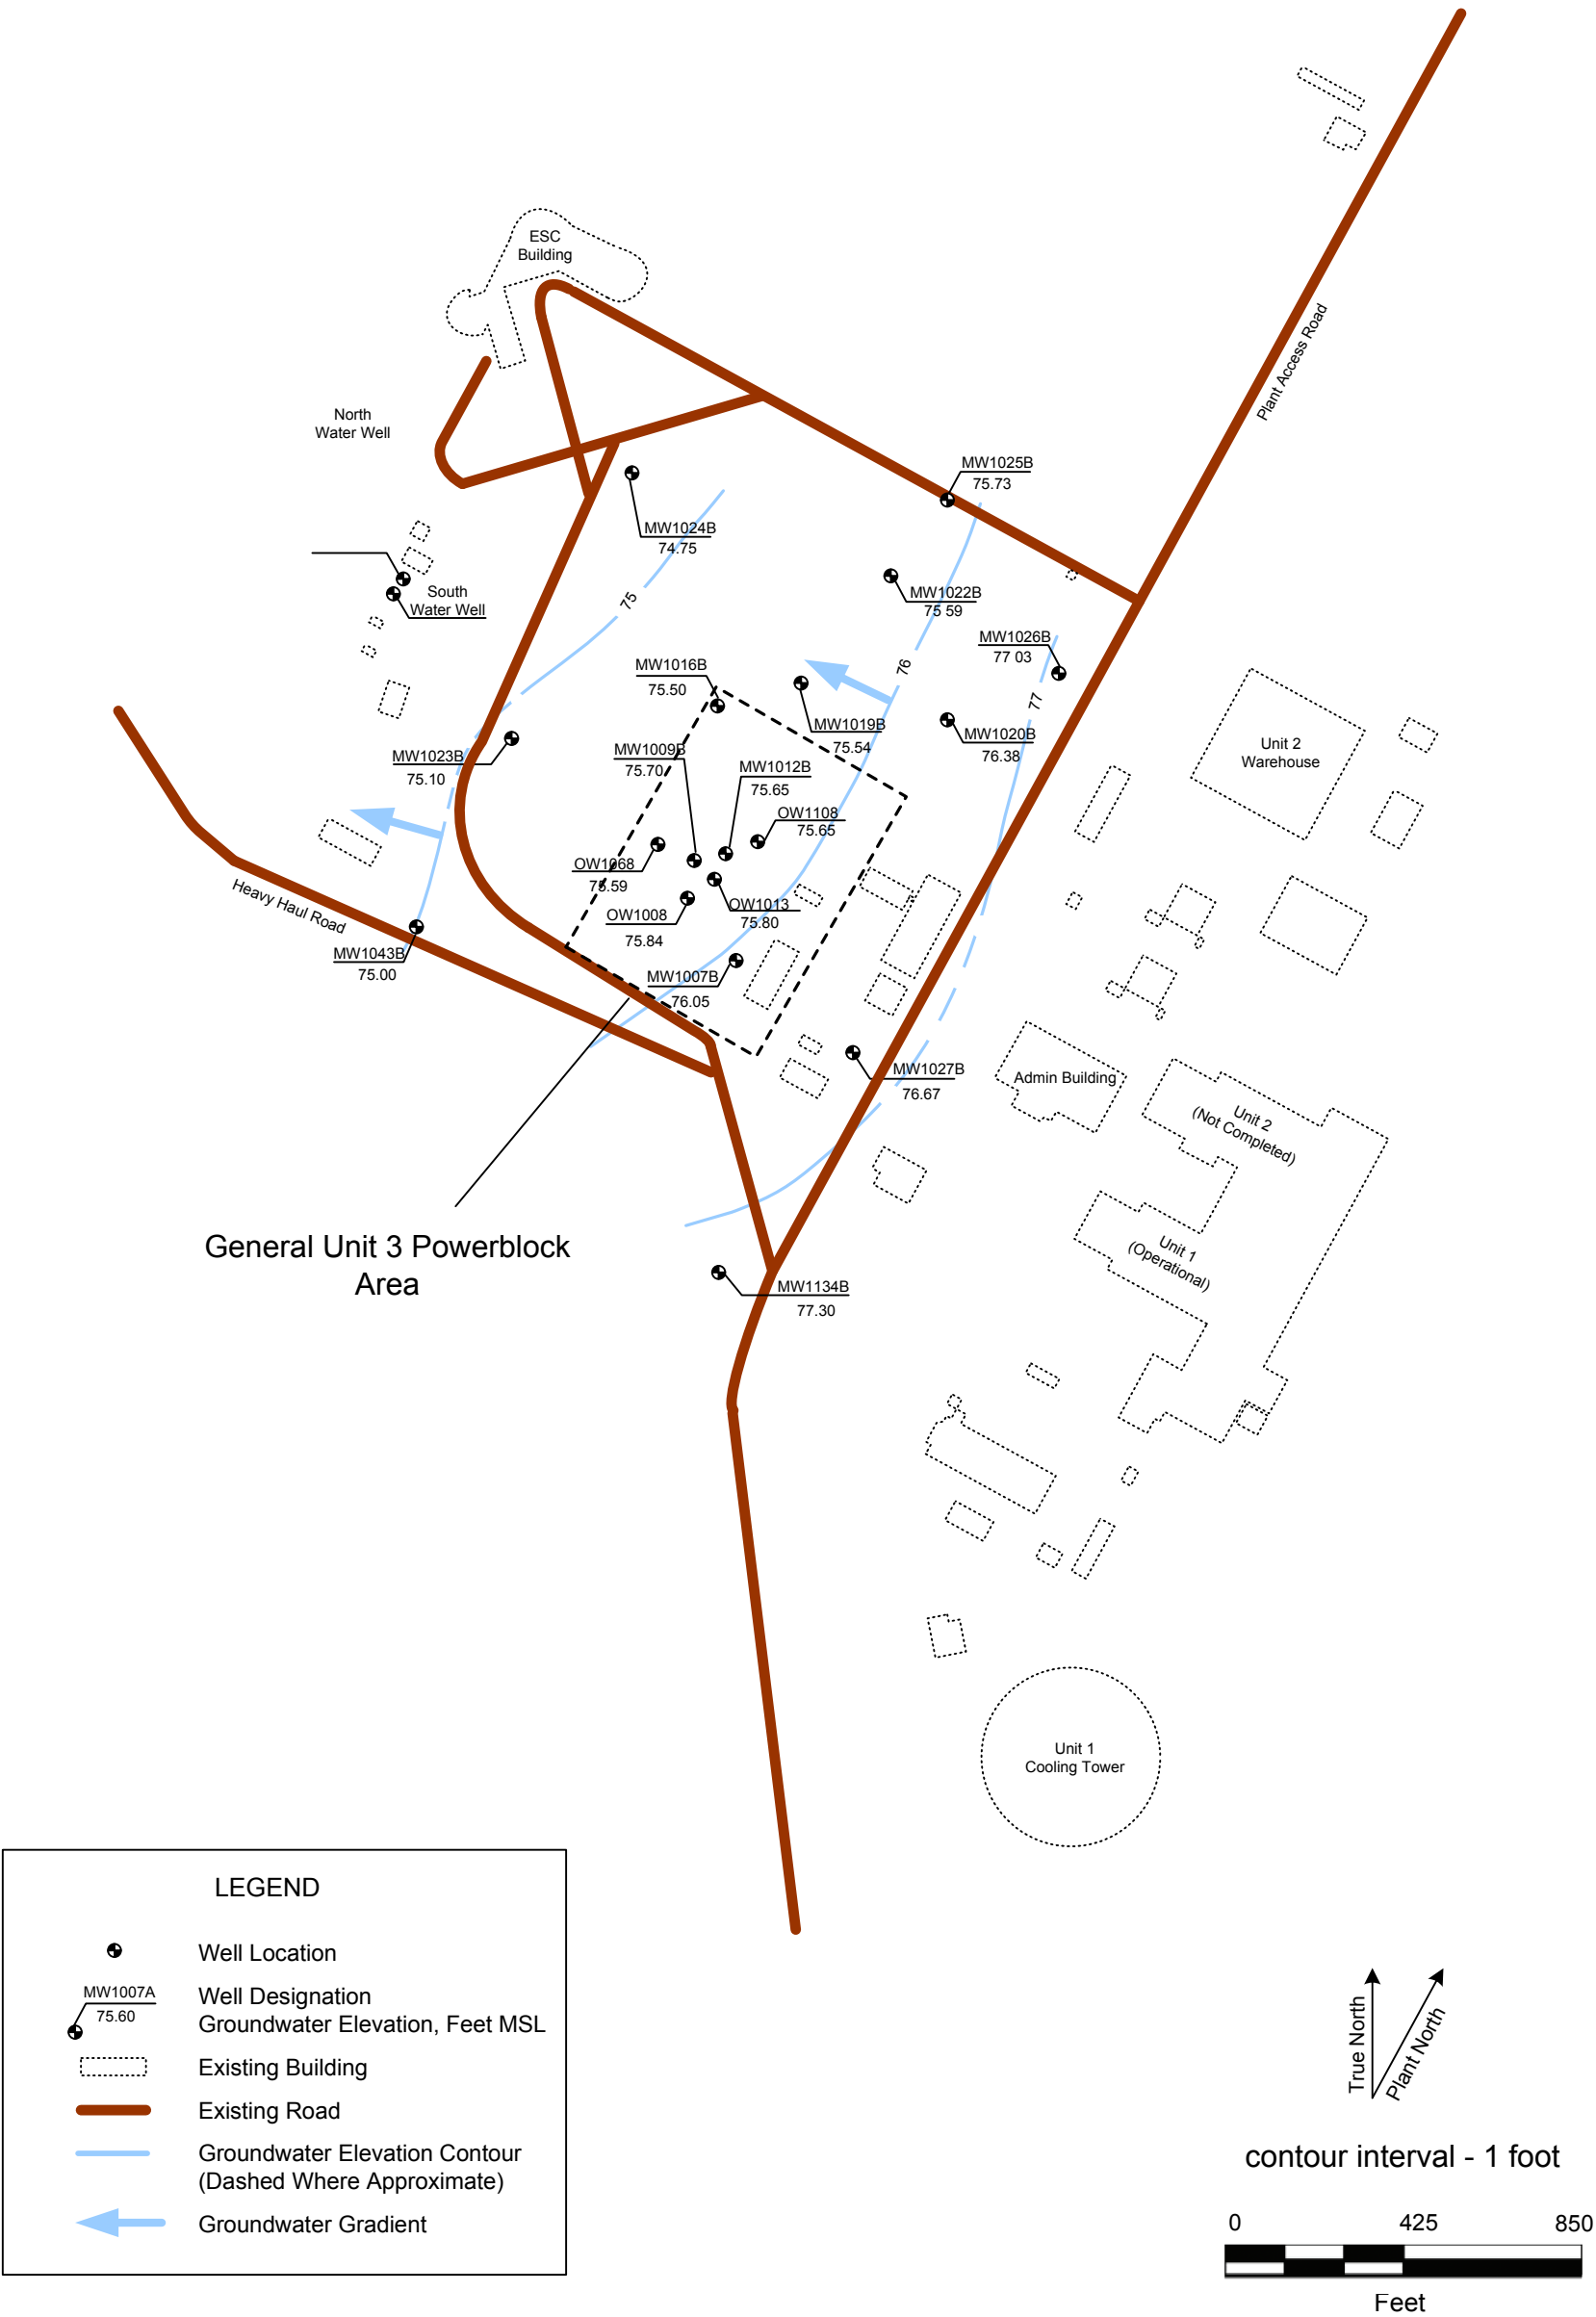 ESC
Building
Plant Access Road
North
Water Well
MW1025B
75.73
MW1024B
74.75
MW1022B
75 59
South
Water Well
75
MW1026B
77 03
MW1016B
75.50
76
77
MW1019B
75.54
MW1020B
76.38
Unit 2
Warehouse
MW1023B
75.10
MW1009B
75.70
MW1012B
75.65
OW1108
75.65
OW1068
75.59
Heavy Haul Road
OW1008
75.84
OW1013
75.80
MW1043B
75.00
MW1007B
76.05
MW1027B
76.67
Admin Building
Unit 2
(Not Completed)
General Unit 3 Powerblock
Area
Unit 1
(Operational)
MW1134B
77.30
Unit 1
Cooling Tower
LEGEND
Well Location
MW1007A
75.60
Well Designation
Groundwater Elevation, Feet MSL
Existing Building
Existing Road
Groundwater Elevation Contour
(Dashed Where Approximate)
Groundwater Gradient
True North
Plant North
contour interval - 1 foot
0 425 850
Feet